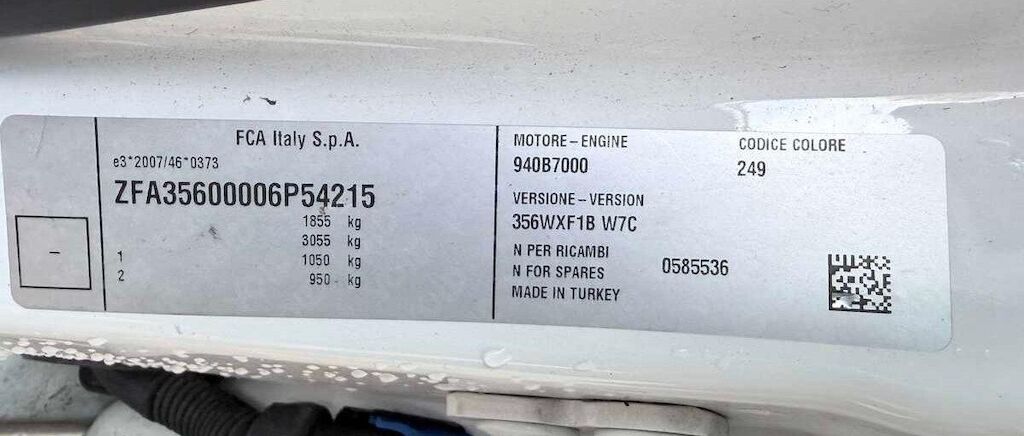 FCA Italy S.p.A.
e3*2007/46*0373
ZFA35600006P54215
1855 kg
3055 kg
1 1050 kg
2 950 kg
-
MOTORE-ENGINE
940B7000
CODICE COLORE
249
VERSIONE-VERSION
356WXF1B W7C
N PER RICAMBI
N FOR SPARES
0585536
MADE IN TURKEY